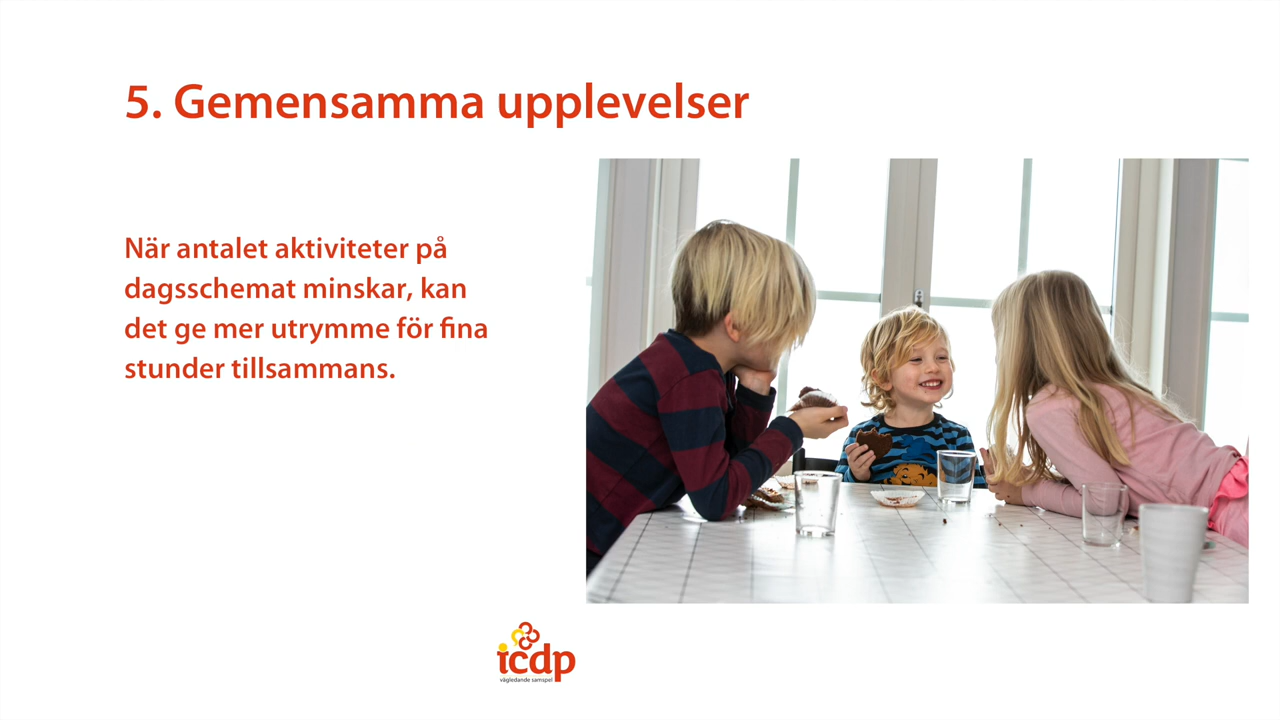 5. Gemensamma upplevelser
När antalet aktiviteter på
dagsschemat minskar, kan
det ge mer utrymme för fina
stunder tillsammans.
icdp
vägledande samspel